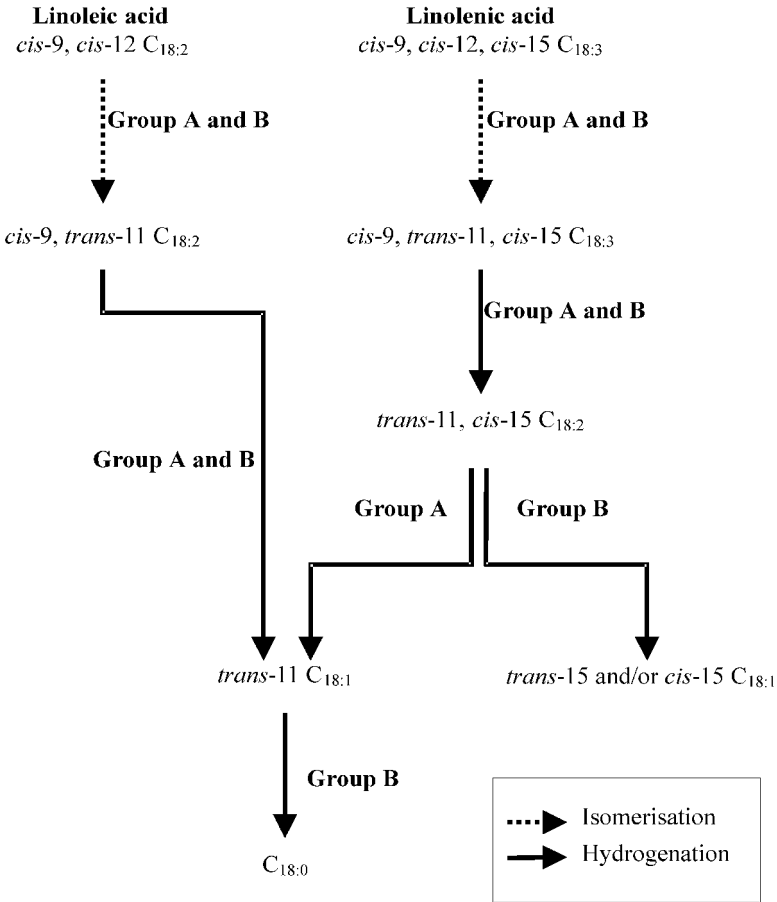 Linoleic acid
cis-9, cis-12 C18:2
Linolenic acid
cis-9, cis-12, cis-15 C18:3
Group A and B
Group A and B
cis-9, trans-11 C18:2
cis-9, trans-11, cis-15 C18:3
Group A and B
trans-11, cis-15 C18:2
Group A and B
Group A
Group B
trans-11 C18:1
trans-15 and/or cis-15 C18:1
Group B
C18:0
Isomerisation
Hydrogenation